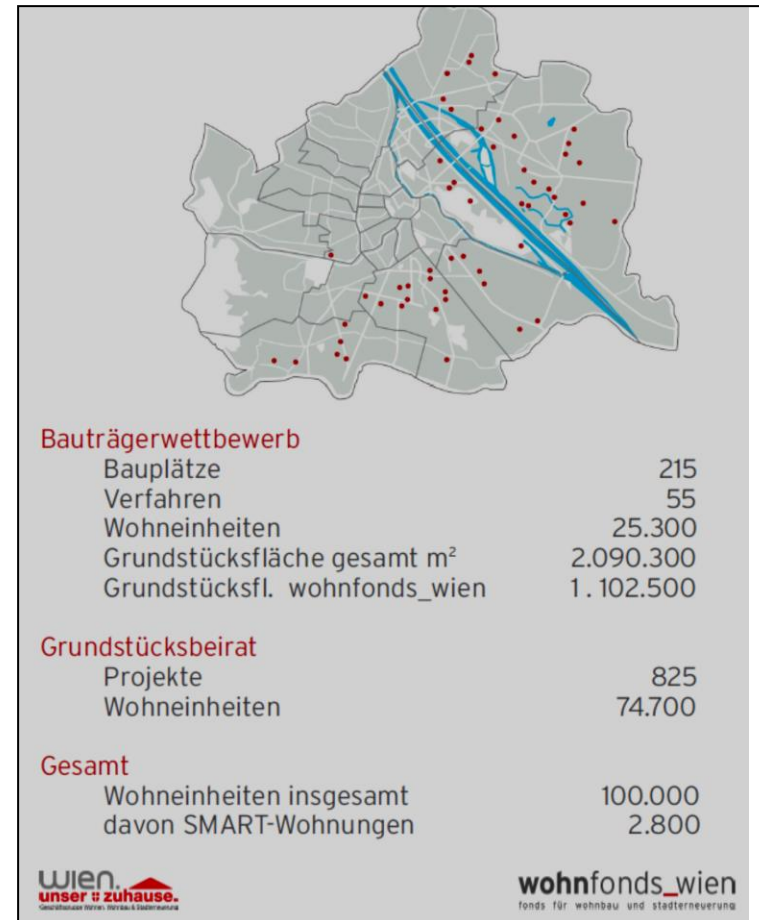 Bauträgerwettbewerb
Bauplätze 215
Verfahren 55
Wohneinheiten 25.300
Grundstücksfläche gesamt m² 2.090.300
Grundstücksfl. wohnfonds_wien 1.102.500
Grundstücksbeirat
Projekte 825
Wohneinheiten 74.700
Gesamt
Wohneinheiten insgesamt 100.000
davon SMART-Wohnungen 2.800
wien.
unser zuhause.
wohnfonds_wien
fonds für wohnbau und stadterneuerung